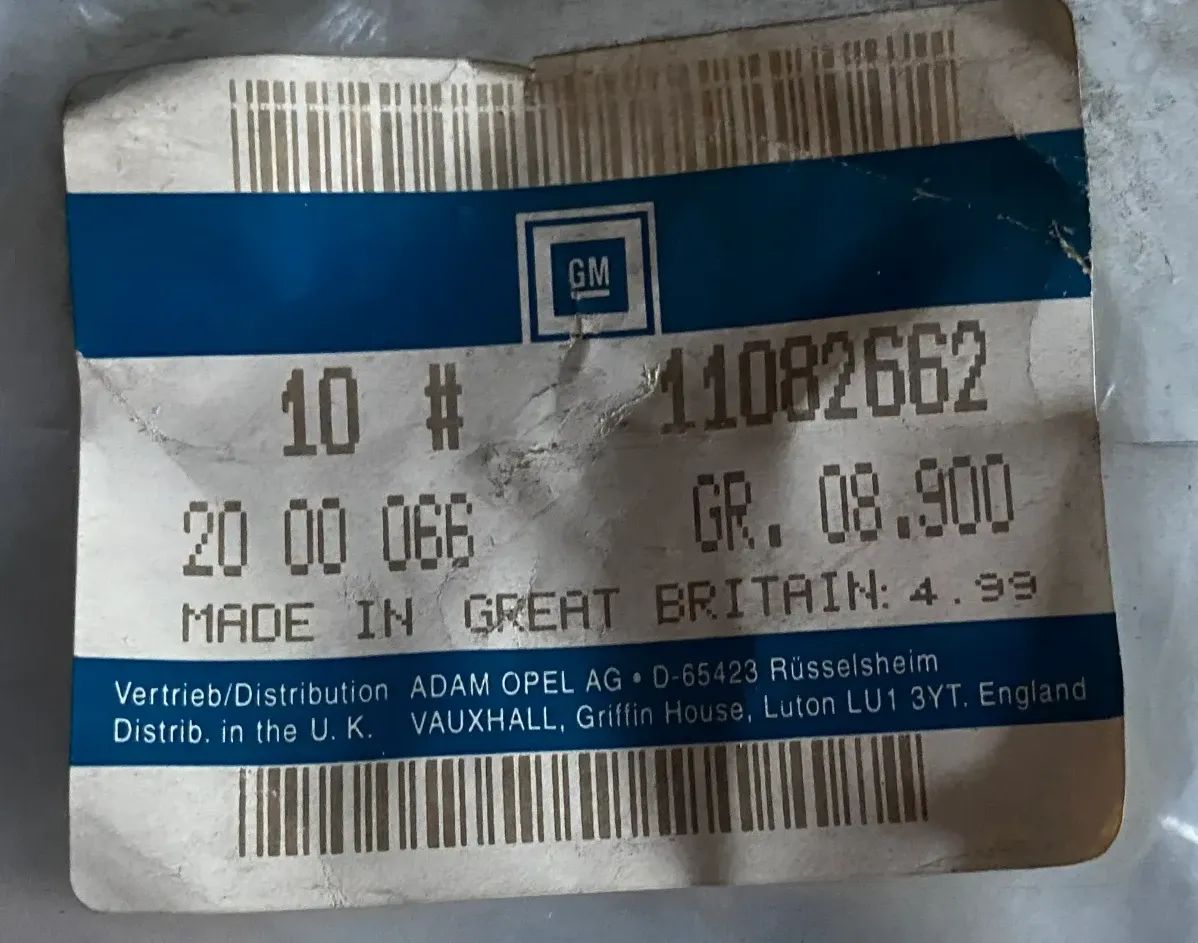 GM
10 # 11082662
20 00 066 GR. 08.900
MADE IN GREAT BRITAIN: 4.99
Vertrieb/Distribution ADAM OPEL AG • D-65423 Rüsselsheim
Distrib. in the U. K. VAUXHALL, Griffin House, Luton LU1 3YT. England